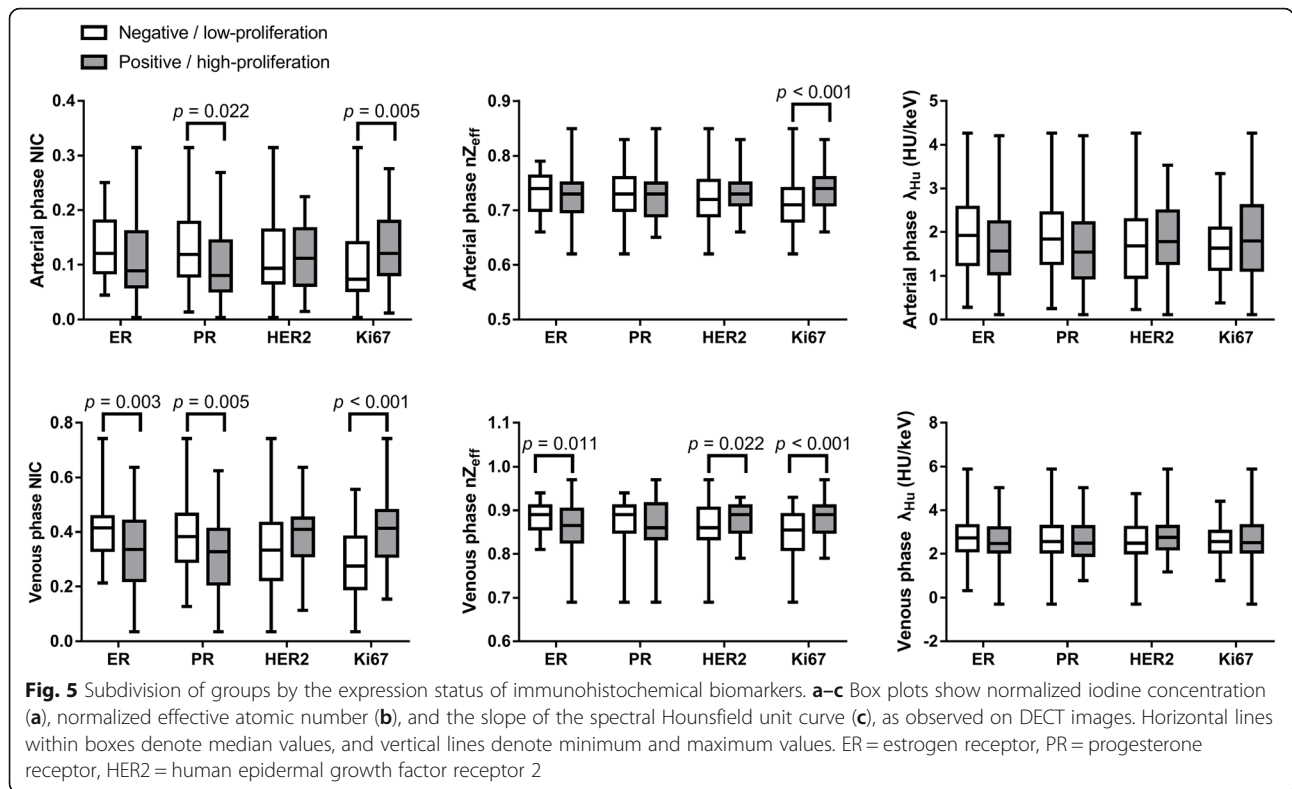 Negative / low-proliferation
Positive / high-proliferation
Arterial phase NIC
0.4
0.3
0.2
0.1
0.0
p = 0.022
p = 0.005
ER
PR
HER2
Ki67
Arterial phase nZeff
0.9
0.8
0.7
0.6
0.5
p < 0.001
ER
PR
HER2
Ki67
Arterial phase λHu (HU/keV)
5
4
3
2
1
0
ER
PR
HER2
Ki67
Venous phase NIC
0.8
0.6
0.4
0.2
0.0
p = 0.003
p = 0.005
p < 0.001
ER
PR
HER2
Ki67
Venous phase nZeff
1.1
1.0
0.9
0.8
0.7
0.6
p = 0.011
p = 0.022
p < 0.001
ER
PR
HER2
Ki67
Venous phase λHu (HU/keV)
8
6
4
2
0
-2
ER
PR
HER2
Ki67
Fig. 5 Subdivision of groups by the expression status of immunohistochemical biomarkers. a–c Box plots show normalized iodine concentration
(a), normalized effective atomic number (b), and the slope of the spectral Hounsfield unit curve (c), as observed on DECT images. Horizontal lines
within boxes denote median values, and vertical lines denote minimum and maximum values. ER = estrogen receptor, PR = progesterone
receptor, HER2 = human epidermal growth factor receptor 2